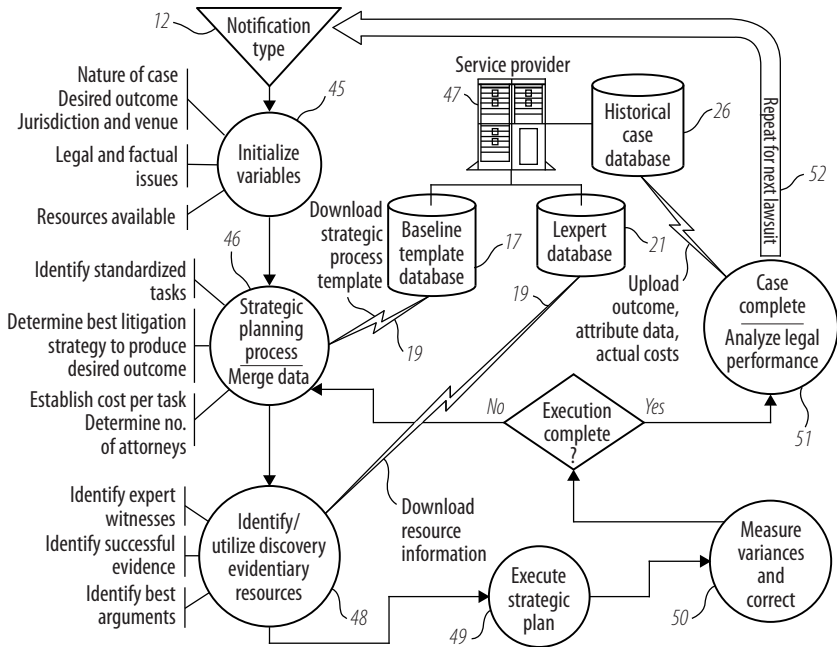 12
Notification
type
Nature of case
Desired outcome
Jurisdiction and venue
Legal and factual
issues
Resources available
45
Initialize
variables
Service provider
47
Historical
case
database
26
Repeat for next lawsuit
52
Download
strategic
process
template
Baseline
template
database
17
Lexpert
database
21
46
Identify standardized
tasks
Determine best litigation
strategy to produce
desired outcome
Establish cost per task
Determine no.
of attorneys
Strategic
planning
process
Merge data
19
19
Upload
outcome,
attribute data,
actual costs
Case
complete
Analyze legal
performance
51
No
Execution
complete
?
Yes
Identify expert
witnesses
Identify successful
evidence
Identify best
arguments
Identify/
utilize discovery
evidentiary
resources
48
Download
resource
information
Execute
strategic
plan
49
Measure
variances
and
correct
50